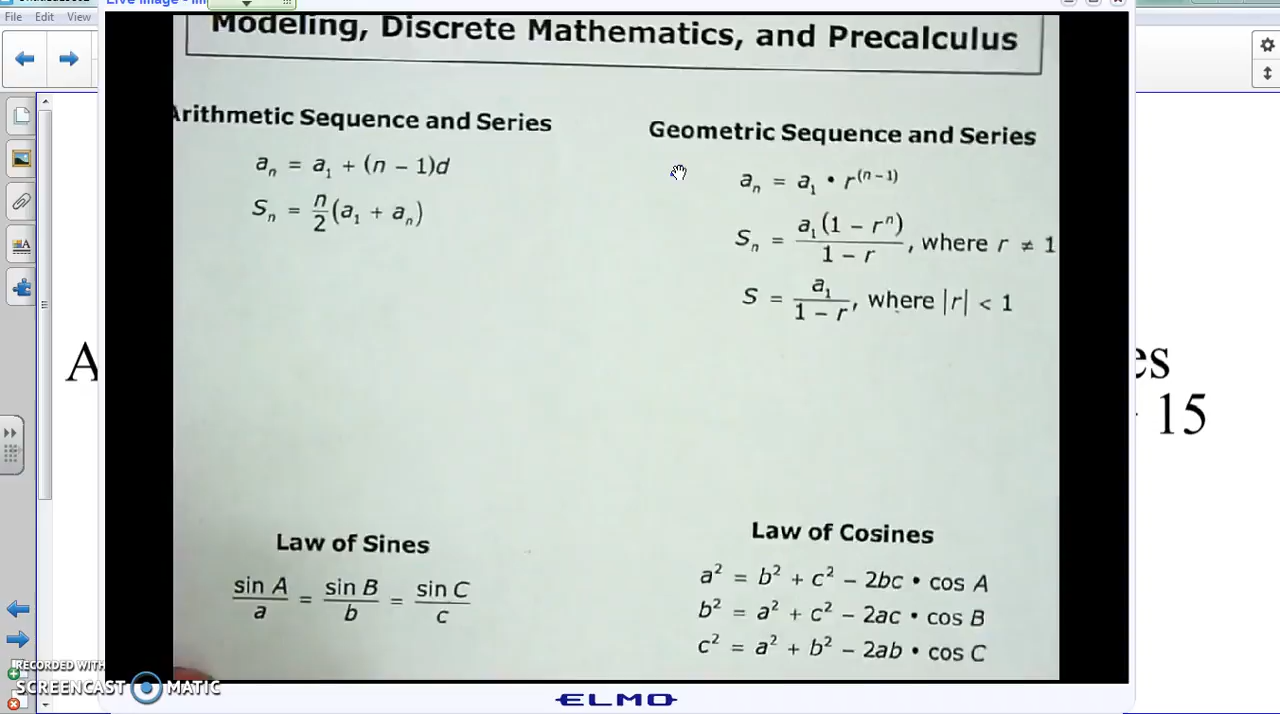 File Edit View
Modeling, Discrete Mathematics, and Precalculus
Arithmetic Sequence and Series
aₙ = a₁ + (n − 1)d
Sₙ = n/2(a₁ + aₙ)
Geometric Sequence and Series
aₙ = a₁ • r⁽ⁿ⁻¹⁾
Sₙ = a₁(1 − rⁿ)/1 − r, where r ≠ 1
S = a₁/1 − r, where |r| < 1
A
es
15
Law of Sines
sin A/a = sin B/b = sin C/c
Law of Cosines
a² = b² + c² − 2bc • cos A
b² = a² + c² − 2ac • cos B
c² = a² + b² − 2ab • cos C
RECORDED WITH
SCREENCAST MATIC
ELMO